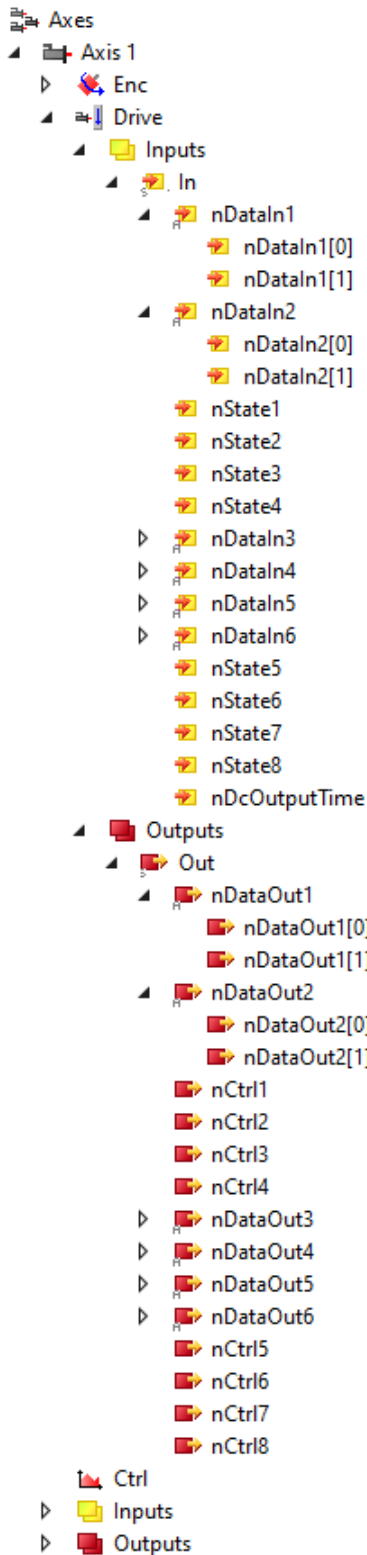 Axes
Axis 1
Enc
Drive
Inputs
In
nDataIn1
nDataIn1[0]
nDataIn1[1]
nDataIn2
nDataIn2[0]
nDataIn2[1]
nState1
nState2
nState3
nState4
nDataIn3
nDataIn4
nDataIn5
nDataIn6
nState5
nState6
nState7
nState8
nDcOutputTime
Outputs
Out
nDataOut1
nDataOut1[0]
nDataOut1[1]
nDataOut2
nDataOut2[0]
nDataOut2[1]
nCtrl1
nCtrl2
nCtrl3
nCtrl4
nDataOut3
nDataOut4
nDataOut5
nDataOut6
nCtrl5
nCtrl6
nCtrl7
nCtrl8
Ctrl
Inputs
Outputs